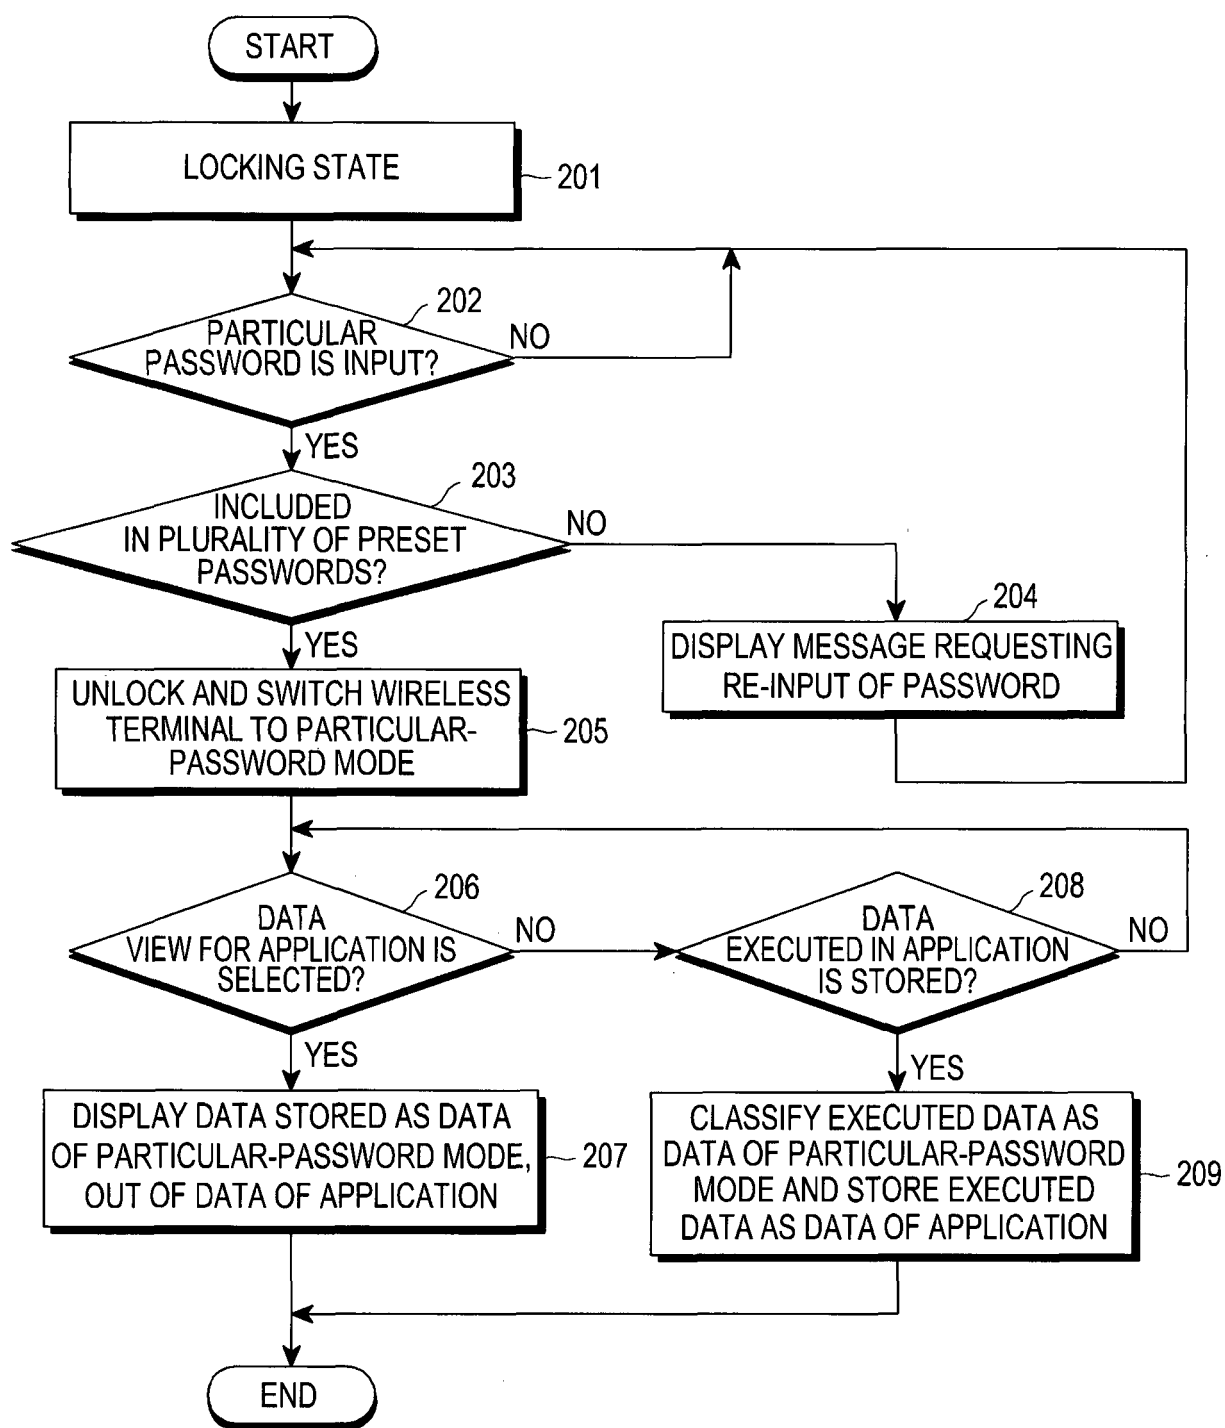 START
LOCKING STATE
201
202
PARTICULAR
PASSWORD IS INPUT?
NO
YES
203
INCLUDED
IN PLURALITY OF PRESET
PASSWORDS?
NO
YES
204
DISPLAY MESSAGE REQUESTING
RE-INPUT OF PASSWORD
UNLOCK AND SWITCH WIRELESS
TERMINAL TO PARTICULAR-
PASSWORD MODE
205
206
DATA
VIEW FOR APPLICATION IS
SELECTED?
NO
YES
208
DATA
EXECUTED IN APPLICATION
IS STORED?
NO
YES
DISPLAY DATA STORED AS DATA
OF PARTICULAR-PASSWORD MODE,
OUT OF DATA OF APPLICATION
207
CLASSIFY EXECUTED DATA AS
DATA OF PARTICULAR-PASSWORD
MODE AND STORE EXECUTED
DATA AS DATA OF APPLICATION
209
END